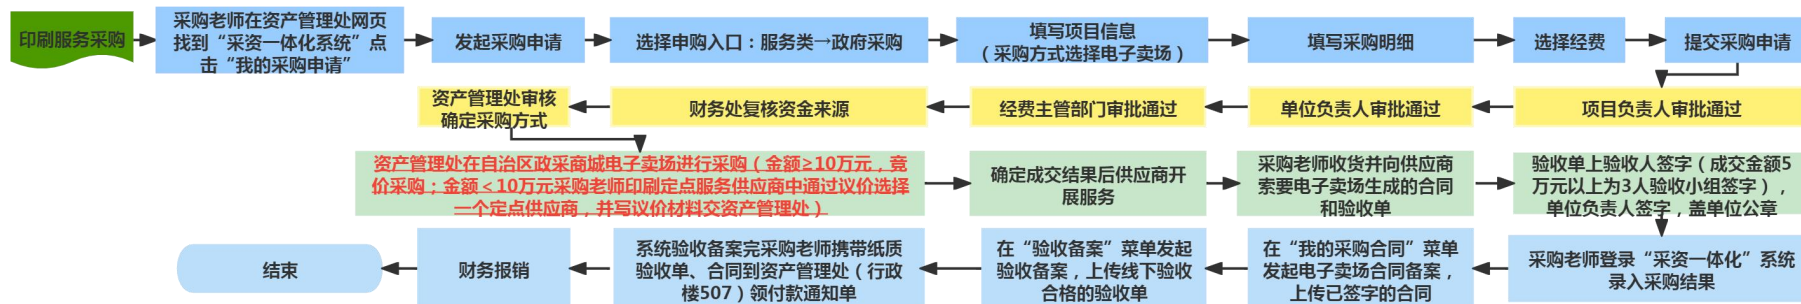 印刷服务采购
采购老师在资产管理处网页
找到“采资一体化系统”点
击“我的采购申请”
发起采购申请
选择申购入口：服务类→政府采购
填写项目信息
（采购方式选择电子卖场）
填写采购明细
选择经费
提交采购申请
项目负责人审批通过
单位负责人审批通过
经费主管部门审批通过
财务处复核资金来源
资产管理处审核
确定采购方式
资产管理处在自治区政采商城电子卖场进行采购（金额≥10万元，竞
价采购；金额＜10万元采购老师印刷定点服务供应商中通过议价选择
一个定点供应商，并写议价材料交资产管理处）
确定成交结果后供应商开
展服务
采购老师收货并向供应商
索要电子卖场生成的合同
和验收单
验收单上验收人签字（成交金额5
万元以上为3人验收小组签字），
单位负责人签字，盖单位公章
采购老师登录“采资一体化”系统
录入采购结果
在“我的采购合同”菜单
发起电子卖场合同备案，
上传已签字的合同
在“验收备案”菜单发起
验收备案，上传线下验收
合格的验收单
系统验收备案完采购老师携带纸质
验收单、合同到资产管理处（行政
楼507）领付款通知单
财务报销
结束